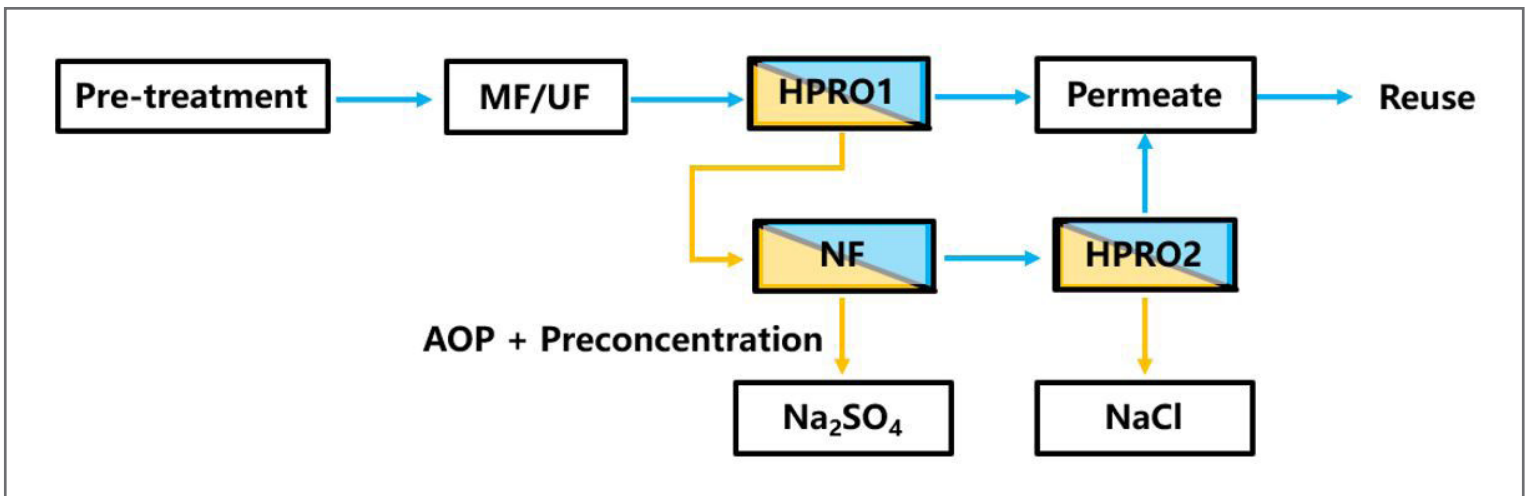 Pre-treatment
MF/UF
HPRO1
Permeate
Reuse
NF
HPRO2
AOP + Preconcentration
Na₂SO₄
NaCl